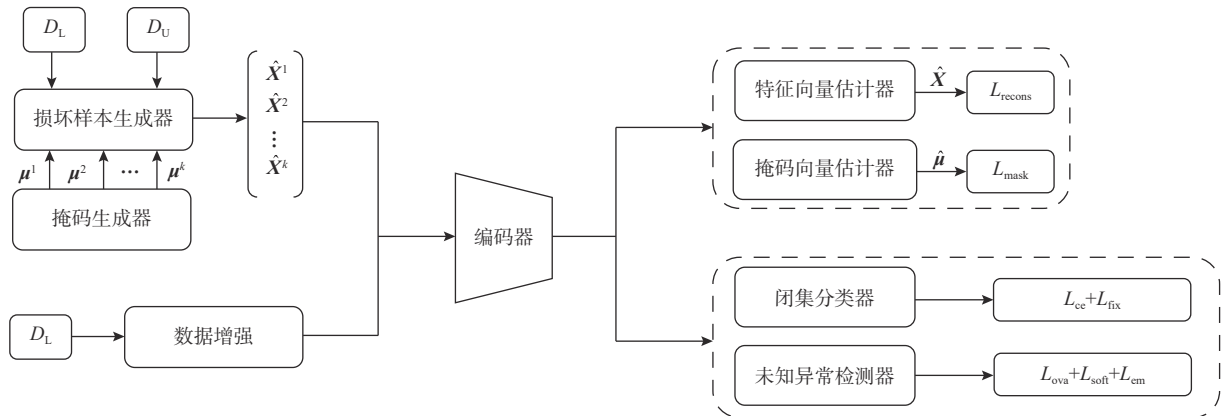 D_L
D_U
损坏样本生成器
μ^1
μ^2
···
μ^k
掩码生成器
X̂^1
X̂^2
⋮
X̂^k
D_L
数据增强
编码器
特征向量估计器
X̂
L_recons
掩码向量估计器
μ̂
L_mask
闭集分类器
L_ce+L_fix
未知异常检测器
L_ova+L_soft+L_em